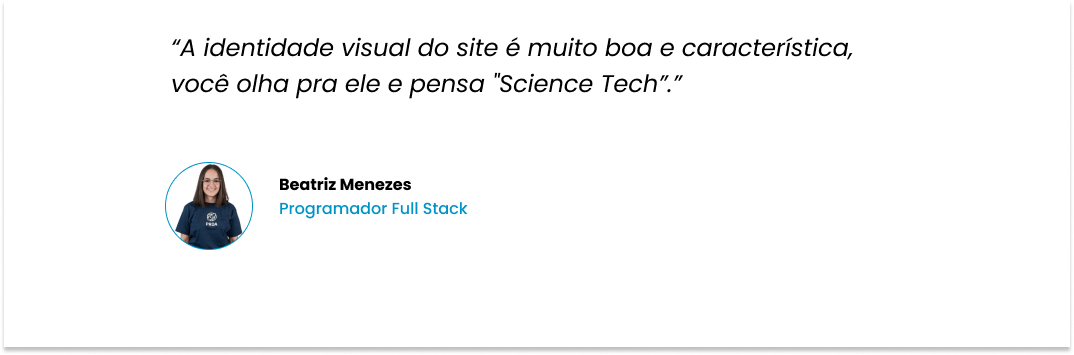 “A identidade visual do site é muito boa e característica,
você olha pra ele e pensa "Science Tech”.”
Beatriz Menezes
Programador Full Stack
PROA